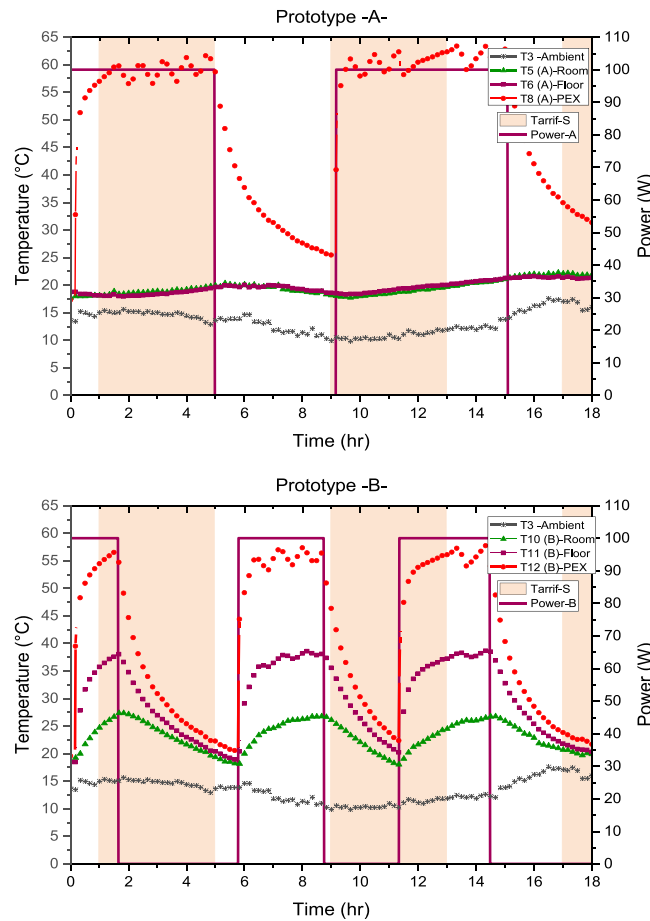 Prototype -A-
65
60
55
50
45
40
35
30
25
20
15
10
5
0
110
100
90
80
70
60
50
40
30
20
10
0
Temperature (°C)
Power (W)
T3 -Ambient
T5 (A)-Room
T6 (A)-Floor
T8 (A)-PEX
Tarrif-S
Power-A
0 2 4 6 8 10 12 14 16 18
Time (hr)
Prototype -B-
65
60
55
50
45
40
35
30
25
20
15
10
5
0
110
100
90
80
70
60
50
40
30
20
10
0
Temperature (°C)
Power (W)
T3 -Ambient
T10 (B)-Room
T11 (B)-Floor
T12 (B)-PEX
Tarrif-S
Power-B
0 2 4 6 8 10 12 14 16 18
Time (hr)